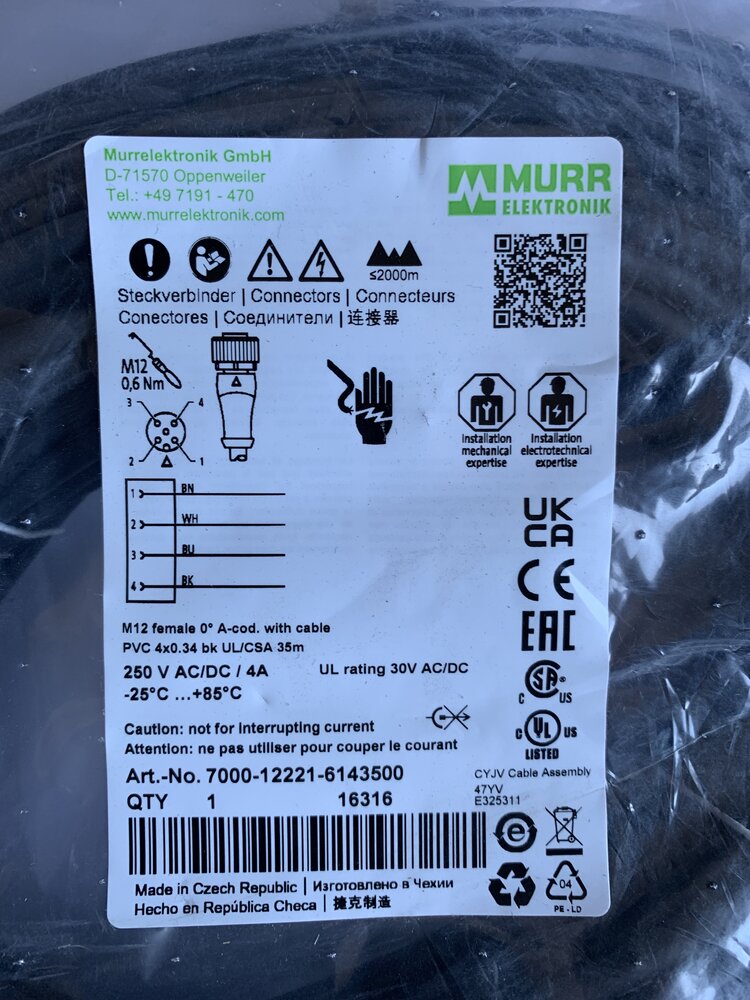 Murrelektronik GmbH
D-71570 Oppenweiler
Tel.: +49 7191 - 470
www.murrelektronik.com
MURR
ELEKTRONIK
≤2000m
Steckverbinder | Connectors | Connecteurs
Conectores | Соединители | 连接器
M12
0,6 Nm
3 4
2 1
Installation
mechanical
expertise
Installation
electrotechnical
expertise
1 BN
2 WH
3 BU
4 BK
UK
CA
CE
EAC
M12 female 0° A-cod. with cable
PVC 4x0.34 bk UL/CSA 35m
250 V AC/DC / 4A
UL rating 30V AC/DC
-25°C ...+85°C
SA®
C US
C UL US
LISTED
Caution: not for interrupting current
Attention: ne pas utiliser pour couper le courant
Art.-No. 7000-12221-6143500
QTY 1 16316
CYJV Cable Assembly
47YV
E325311
e
Made in Czech Republic | Изготовлено в Чехии
Hecho en República Checa | 捷克制造
04
PE - LD